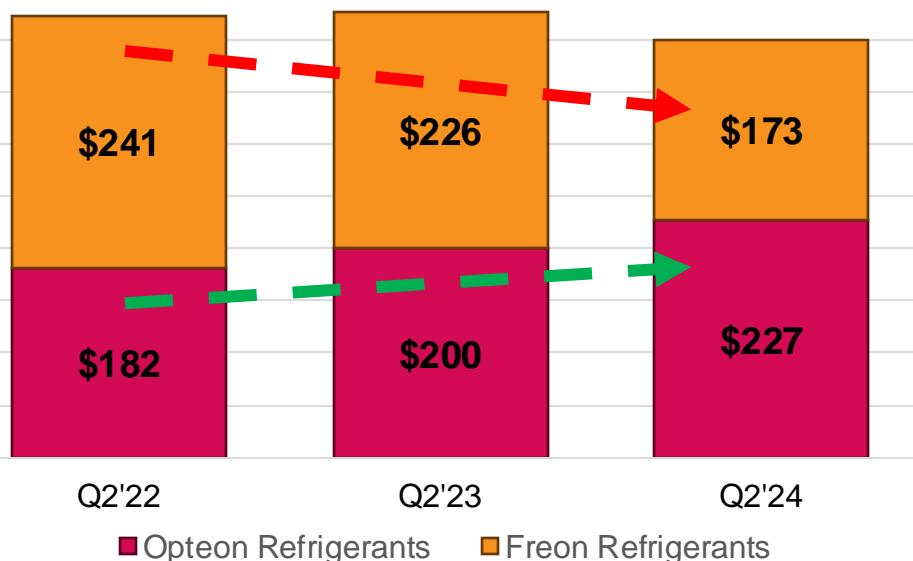 $241
$226
$173
$182
$200
$227
Q2'22
Q2'23
Q2'24
Opteon Refrigerants
Freon Refrigerants